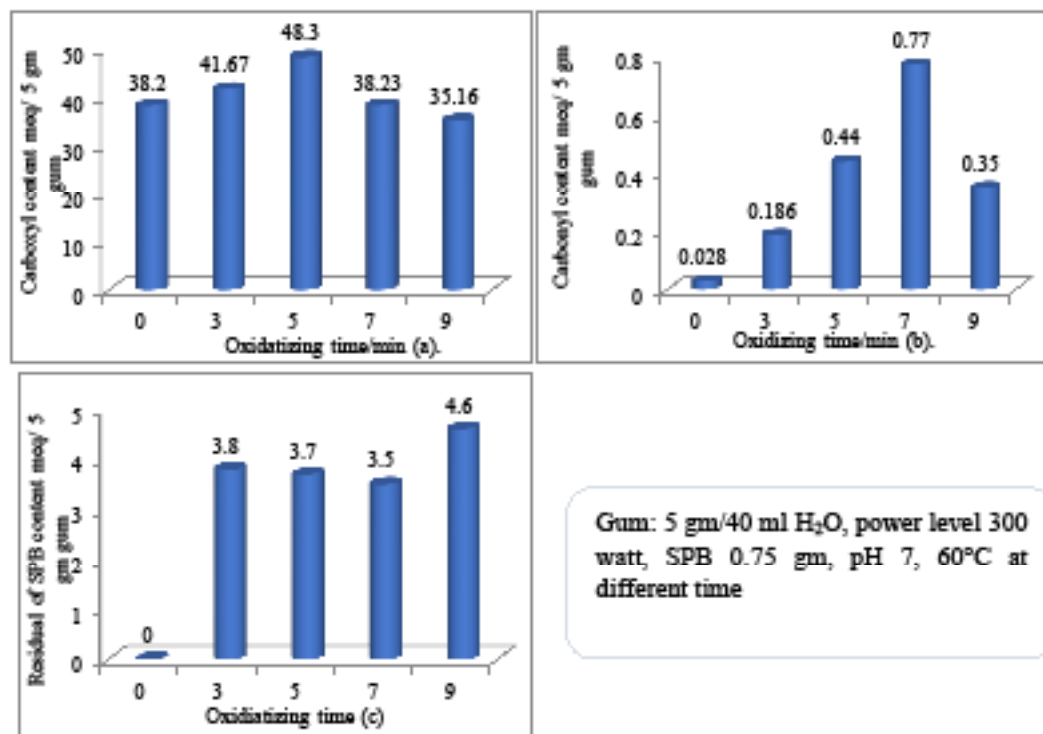 Carboxyl content meq/ 5 gm
gum
50
40
30
20
10
0
38.2
41.67
48.3
38.23
35.16
0 3 5 7 9
Oxidatizing time/min (a).
Carbonyl content meq/ 5 gm
gum
0.8
0.6
0.4
0.2
0
0.028
0.186
0.44
0.77
0.35
0 3 5 7 9
Oxidizing time/min (b).
Residual of SPB content meq/ 5
gm gum
5
4
3
2
1
0
0
3.8
3.7
3.5
4.6
0 3 5 7 9
Oxidiatizing time (c)
Gum: 5 gm/40 ml H₂O, power level 300
watt, SPB 0.75 gm, pH 7, 60°C at
different time